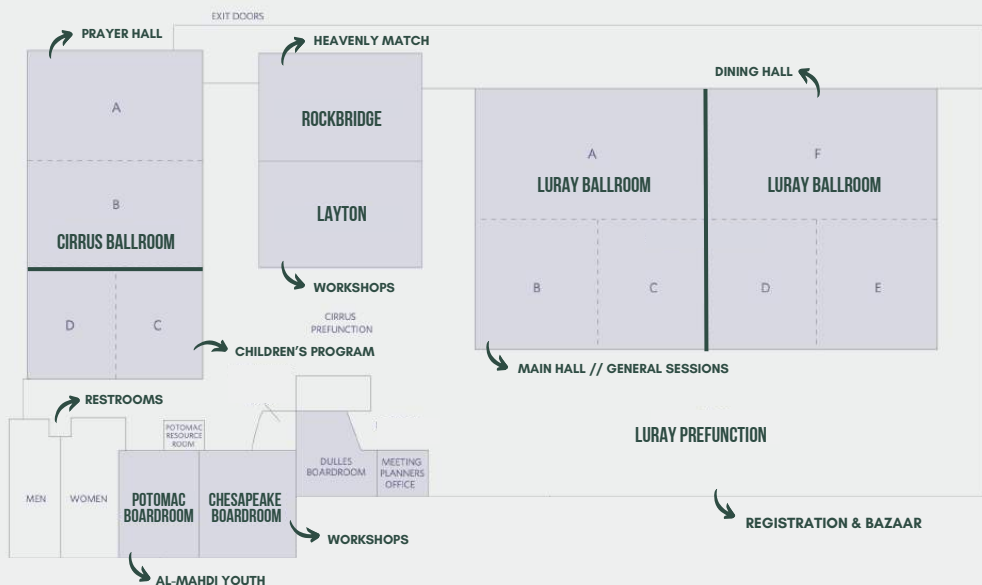 EXIT DOORS
PRAYER HALL
HEAVENLY MATCH
DINING HALL
A
ROCKBRIDGE
A
F
LURAY BALLROOM
LURAY BALLROOM
B
LAYTON
CIRRUS BALLROOM
B
C
D
E
WORKSHOPS
D
C
CIRRUS
PREFUNCTION
CHILDREN'S PROGRAM
MAIN HALL // GENERAL SESSIONS
RESTROOMS
POTOMAC
RESOURCE
ROOM
LURAY PREFUNCTION
DULLES
BOARDROOM
MEETING
PLANNERS
OFFICE
MEN
WOMEN
POTOMAC
BOARDROOM
CHESAPEAKE
BOARDROOM
REGISTRATION & BAZAAR
WORKSHOPS
AL-MAHDI YOUTH